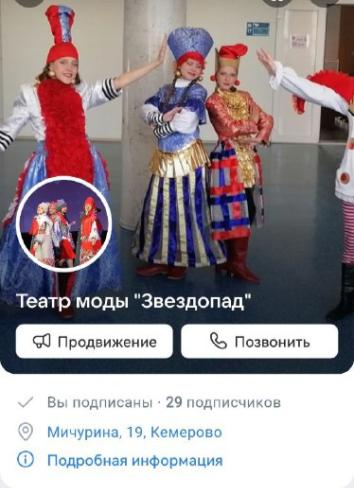 Театр моды "Звездопад"
Продвижение
Позвонить
Вы подписаны · 29 подписчиков
Мичурина, 19, Кемерово
Подробная информация